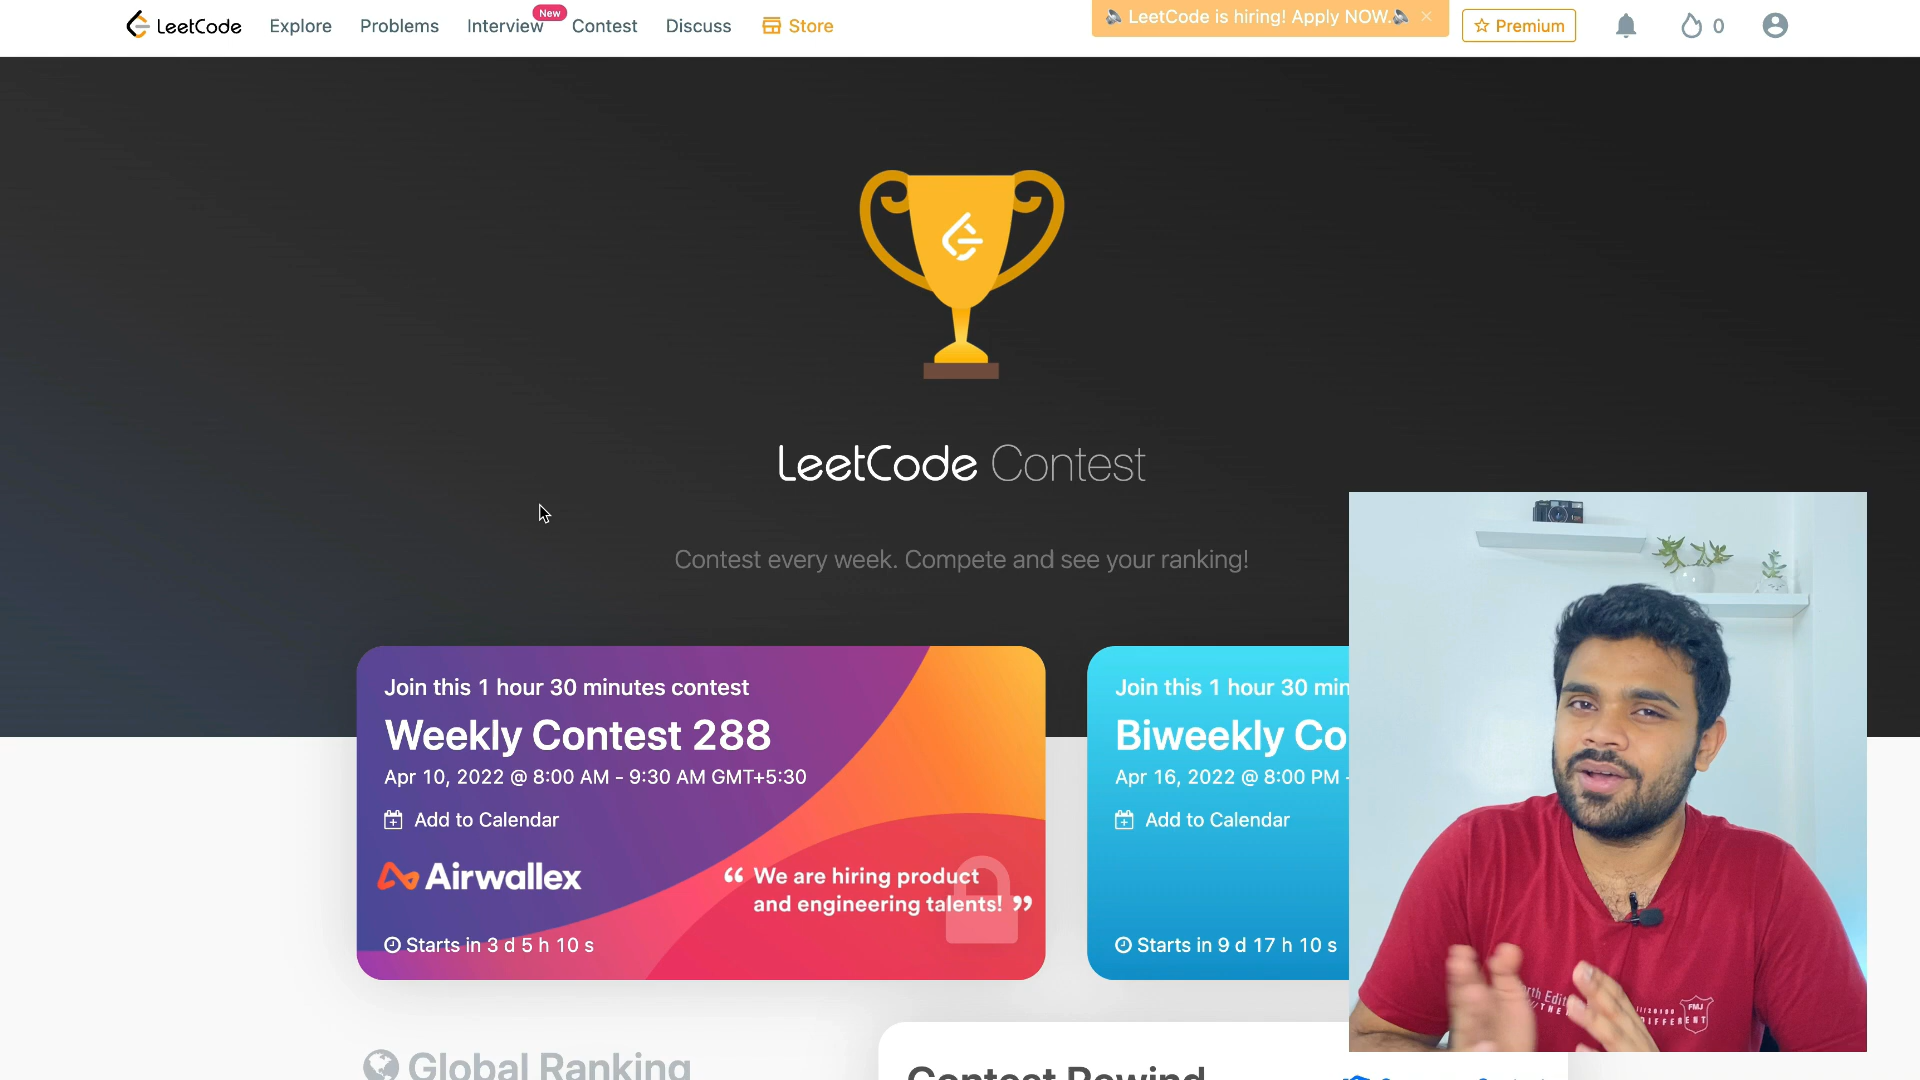 LeetCode
Explore
Problems
Interview
New
Contest
Discuss
Store
LeetCode is hiring! Apply NOW.
Premium
0
LeetCode Contest
Contest every week. Compete and see your ranking!
Join this 1 hour 30 minutes contest
Weekly Contest 288
Apr 10, 2022 @ 8:00 AM - 9:30 AM GMT+5:30
Add to Calendar
Airwallex
“ We are hiring product
and engineering talents! ”
Starts in 3 d 5 h 10 s
Join this 1 hour 30 min
Biweekly Co
Apr 16, 2022 @ 8:00 PM -
Add to Calendar
Starts in 9 d 17 h 10 s
Global Ranking
Contest Rewind
FMJ